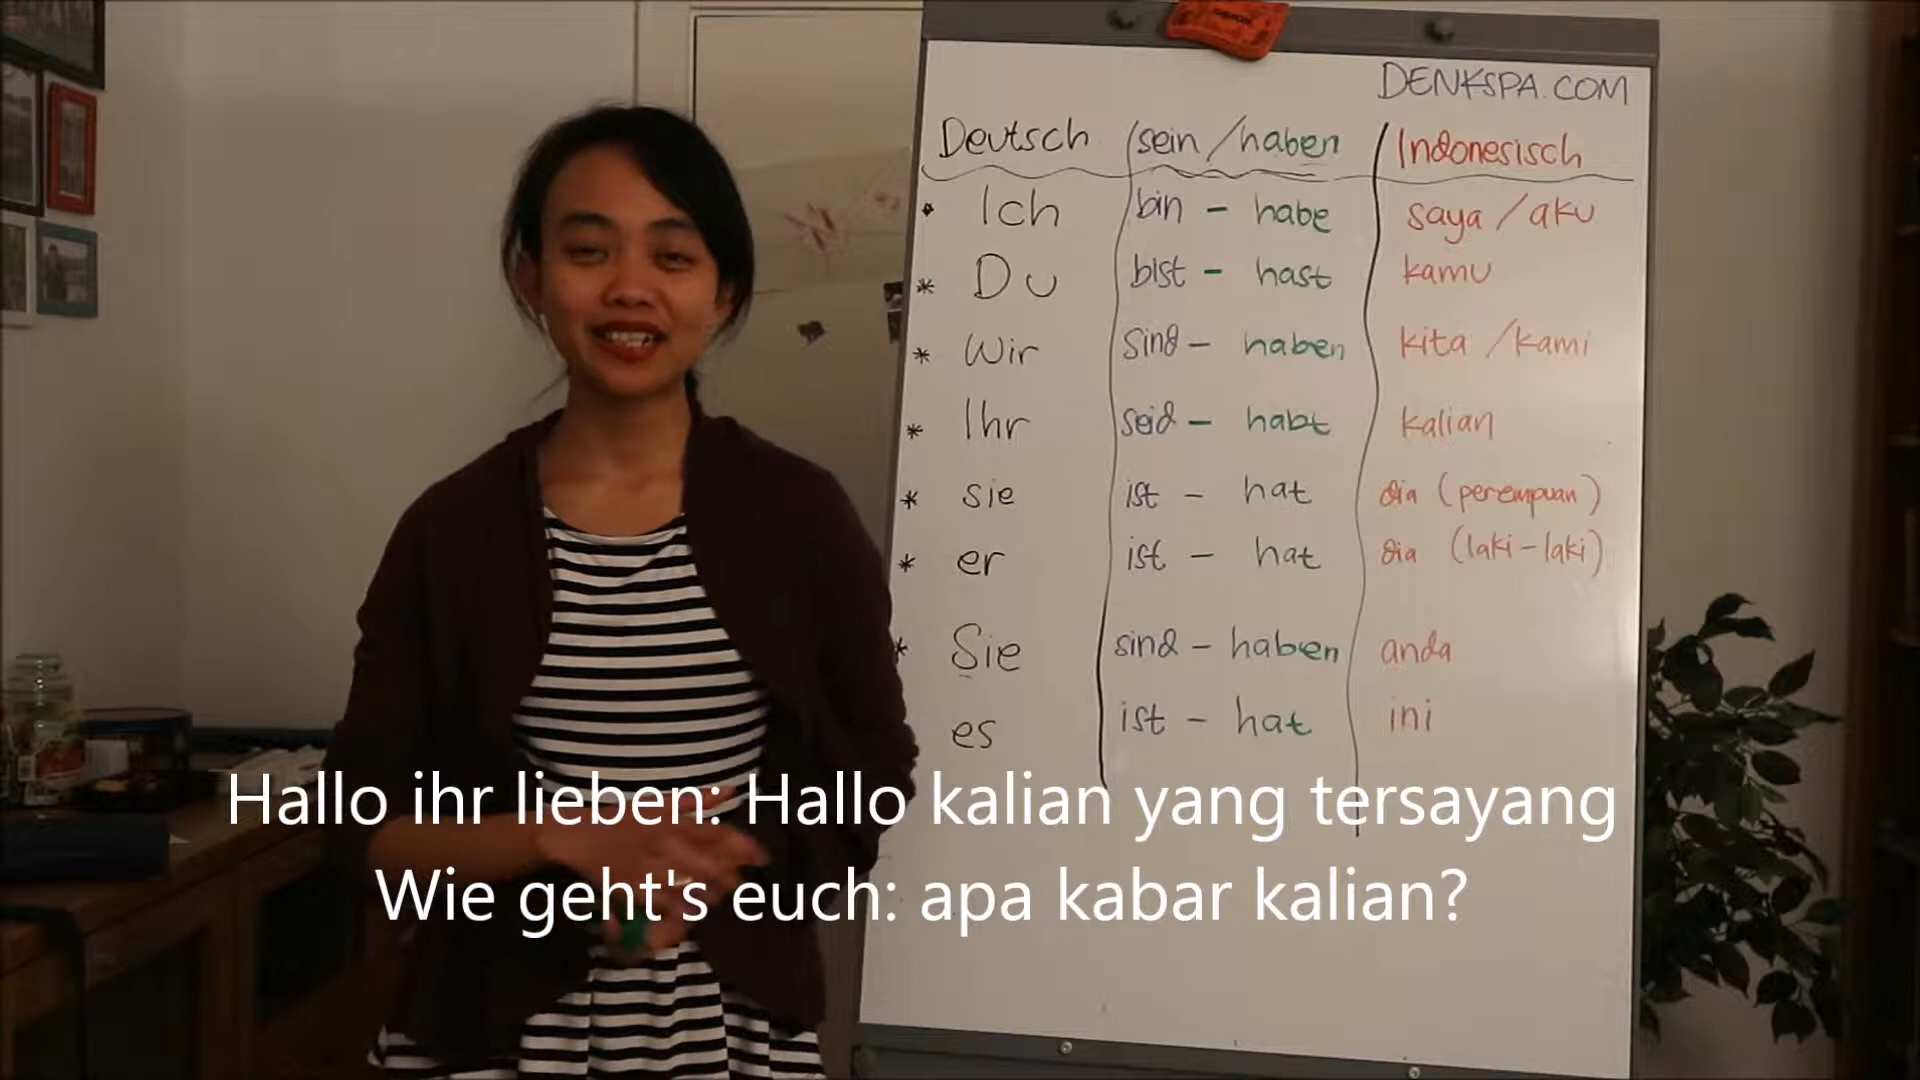 DENKSPA.COM
Deutsch /sein/haben /Indonesisch
• Ich bin - habe saya/aku
* Du bist - hast kamu
* Wir sind - haben kita/kami
* Ihr seid - habt kalian
* sie ist - hat dia (perempuan)
* er ist - hat dia (laki-laki)
* Sie sind - haben anda
es ist - hat ini
Hallo ihr lieben: Hallo kalian yang tersayang
Wie geht's euch: apa kabar kalian?